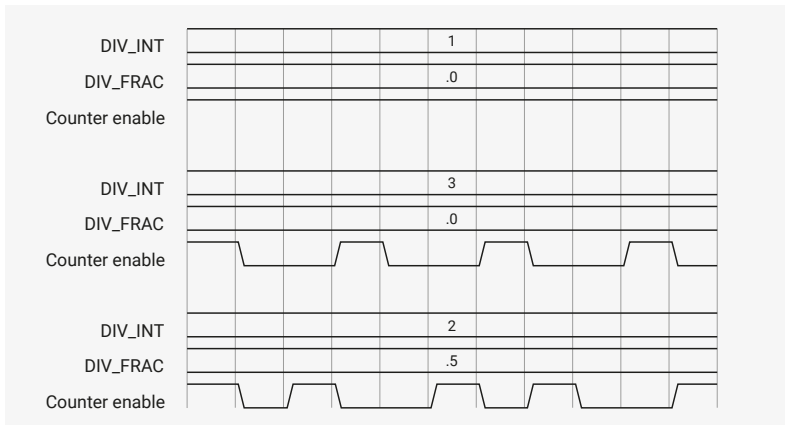 DIV_INT 1
DIV_FRAC .0
Counter enable
DIV_INT 3
DIV_FRAC .0
Counter enable
DIV_INT 2
DIV_FRAC .5
Counter enable